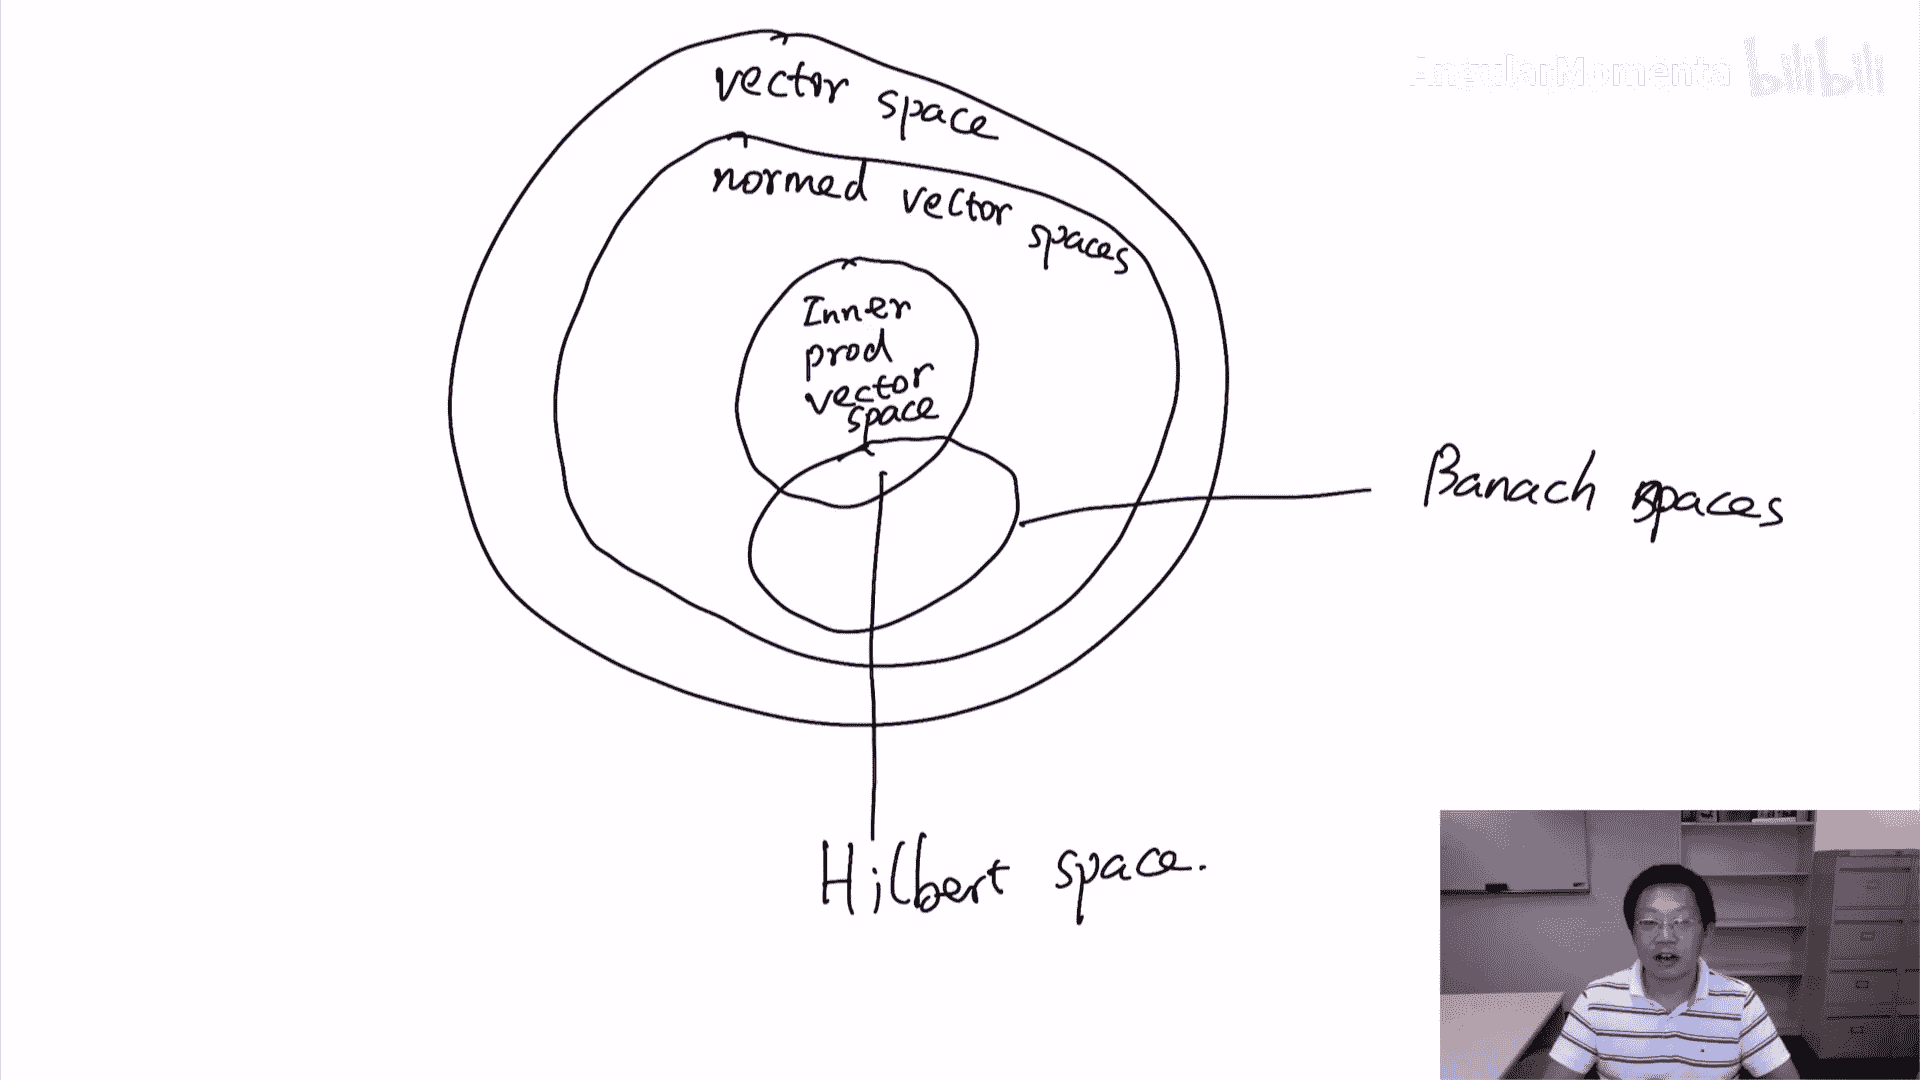 AngularMomenta bilibili
vector space
normed vector spaces
Inner
prod
vector
space
Banach spaces
Hilbert space.